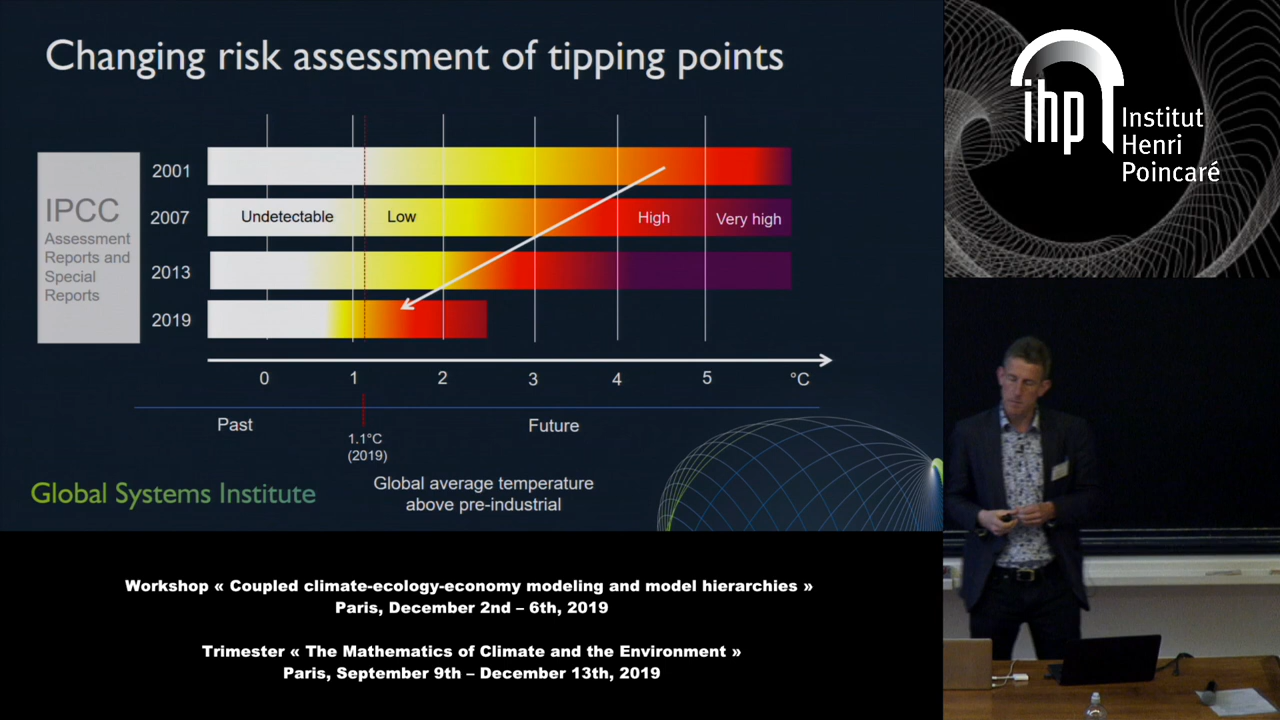 Changing risk assessment of tipping points
IPCC
Assessment
Reports and
Special
Reports
2001
2007
Undetectable
Low
High
Very high
2013
2019
0
1
2
3
4
5
°C
Past
Future
1.1°C
(2019)
Global average temperature
above pre-industrial
Global Systems Institute
ihp
Institut
Henri
Poincaré
Workshop « Coupled climate-ecology-economy modeling and model hierarchies »
Paris, December 2nd – 6th, 2019
Trimester « The Mathematics of Climate and the Environment »
Paris, September 9th – December 13th, 2019